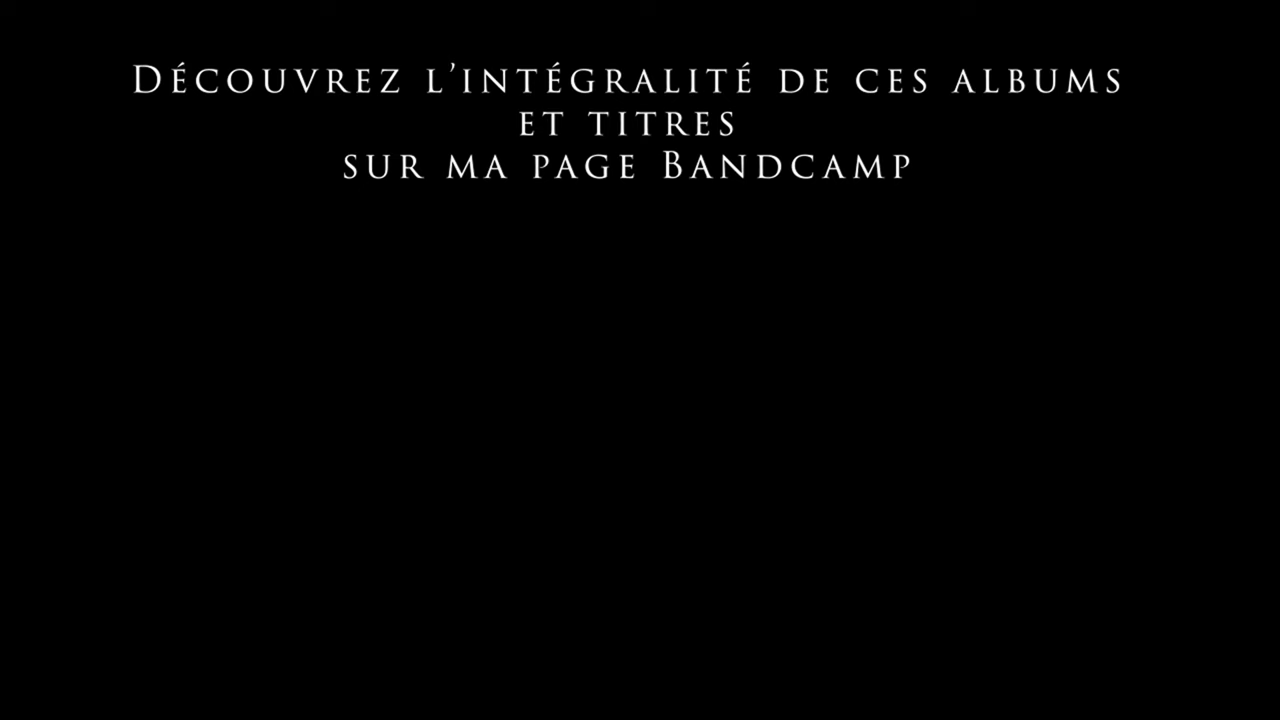 Découvrez l’intégralité de ces albums
et titres
sur ma page Bandcamp